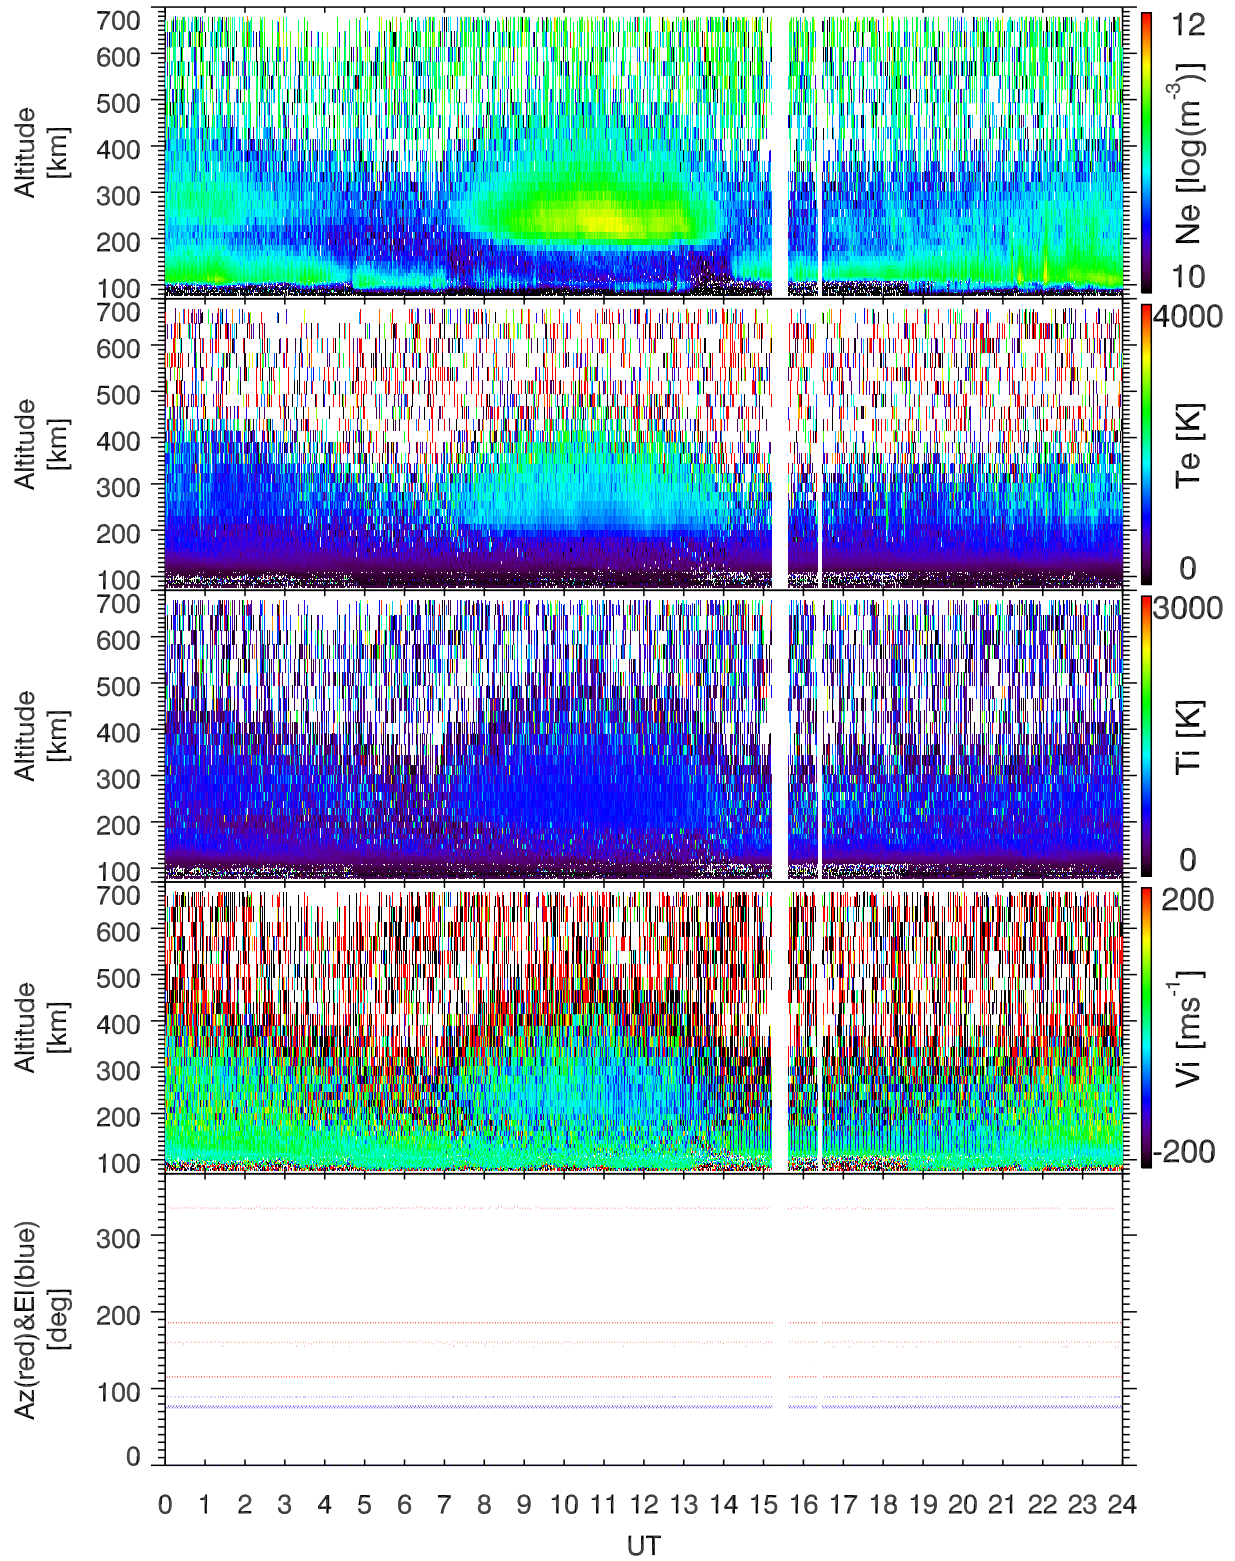 700
600
500
400
300
200
100
Altitude
[km]
12
10
Ne [log(m⁻³)]
700
600
500
400
300
200
100
Altitude
[km]
4000
0
Te [K]
700
600
500
400
300
200
100
Altitude
[km]
3000
0
Ti [K]
700
600
500
400
300
200
100
Altitude
[km]
200
-200
Vi [ms⁻¹]
300
200
100
0
Az(red)&El(blue)
[deg]
0 1 2 3 4 5 6 7 8 9 10 11 12 13 14 15 16 17 18 19 20 21 22 23 24
UT